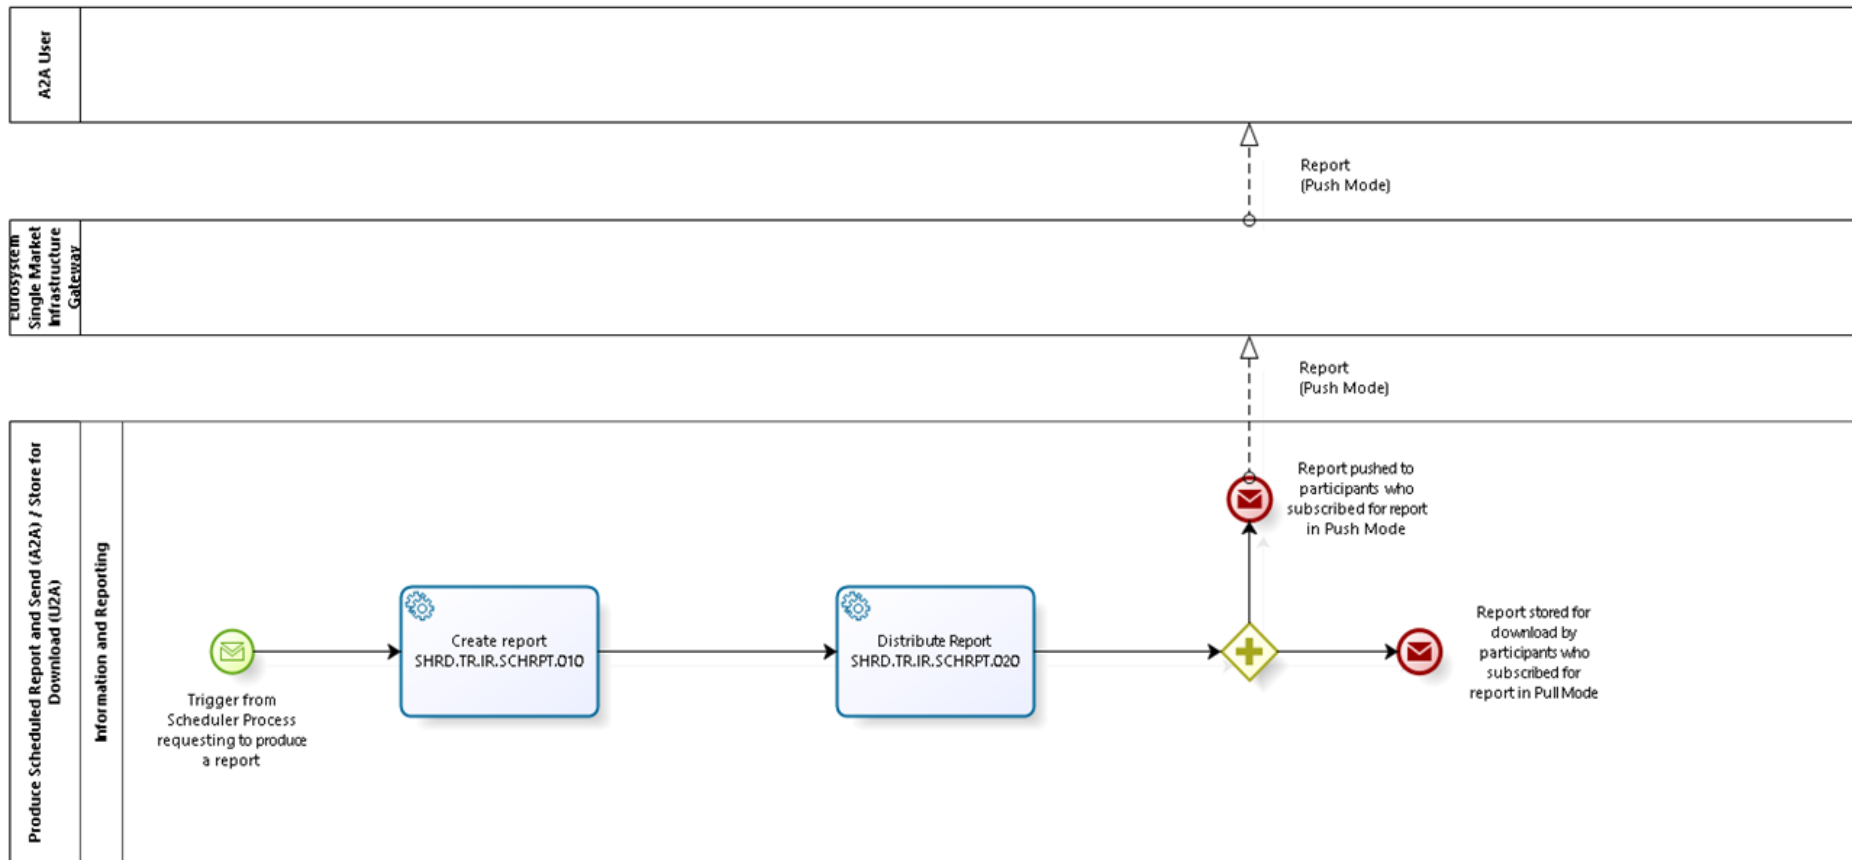 A2A User
Report
(Push Mode)
Eurosystem
Single Market
Infrastructure
Gateway
Report
(Push Mode)
Produce Scheduled Report and Send (A2A) / Store for
Download (U2A)
Information and Reporting
Report pushed to
participants who
subscribed for report
in Push Mode
Trigger from
Scheduler Process
requesting to produce
a report
Create report
SHRD.TR.IR.SCHRPT.010
Distribute Report
SHRD.TR.IR.SCHRPT.020
Report stored for
download by
participants who
subscribed for
report in Pull Mode